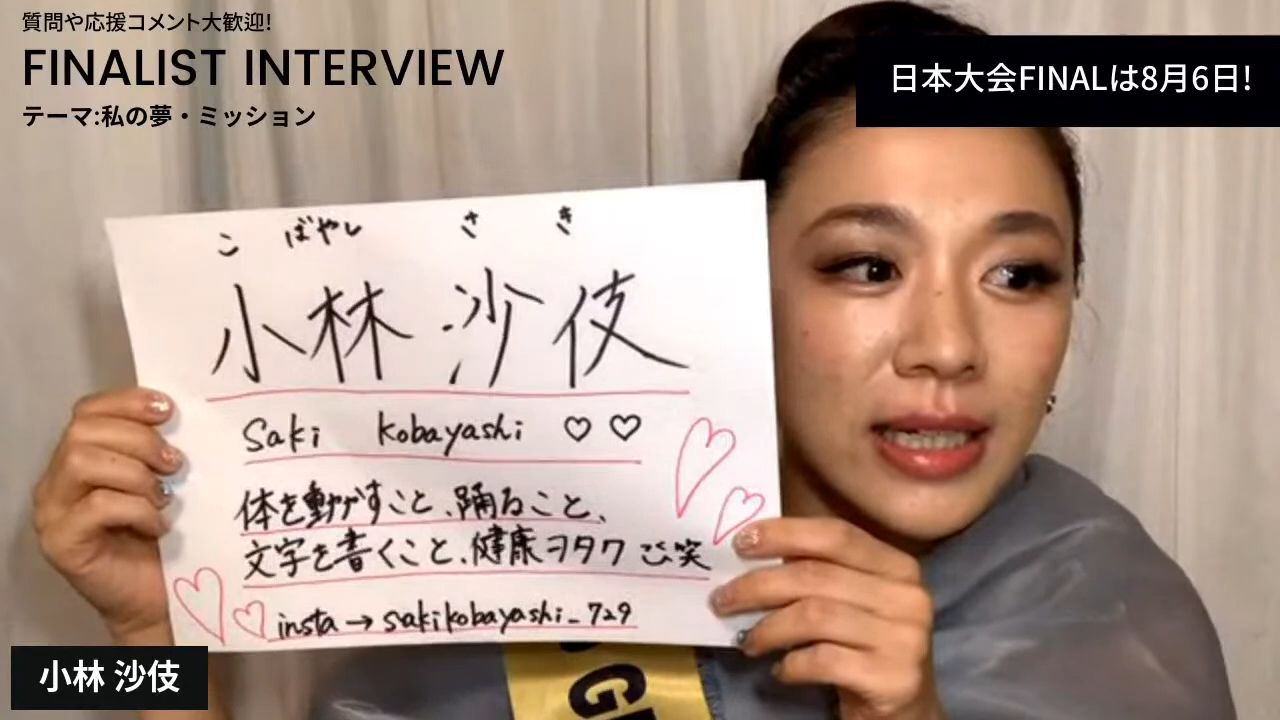 質問や応援コメント大歓迎!
FINALIST INTERVIEW
テーマ:私の夢・ミッション
日本大会FINALは8月6日!
こ ばやし さ き
小林 沙伎
Saki Kobayashi ♡♡
体を動かすこと、踊ること、
文字を書くこと、健康ヲタク 笑
insta→sakikobayashi_729
小林 沙伎